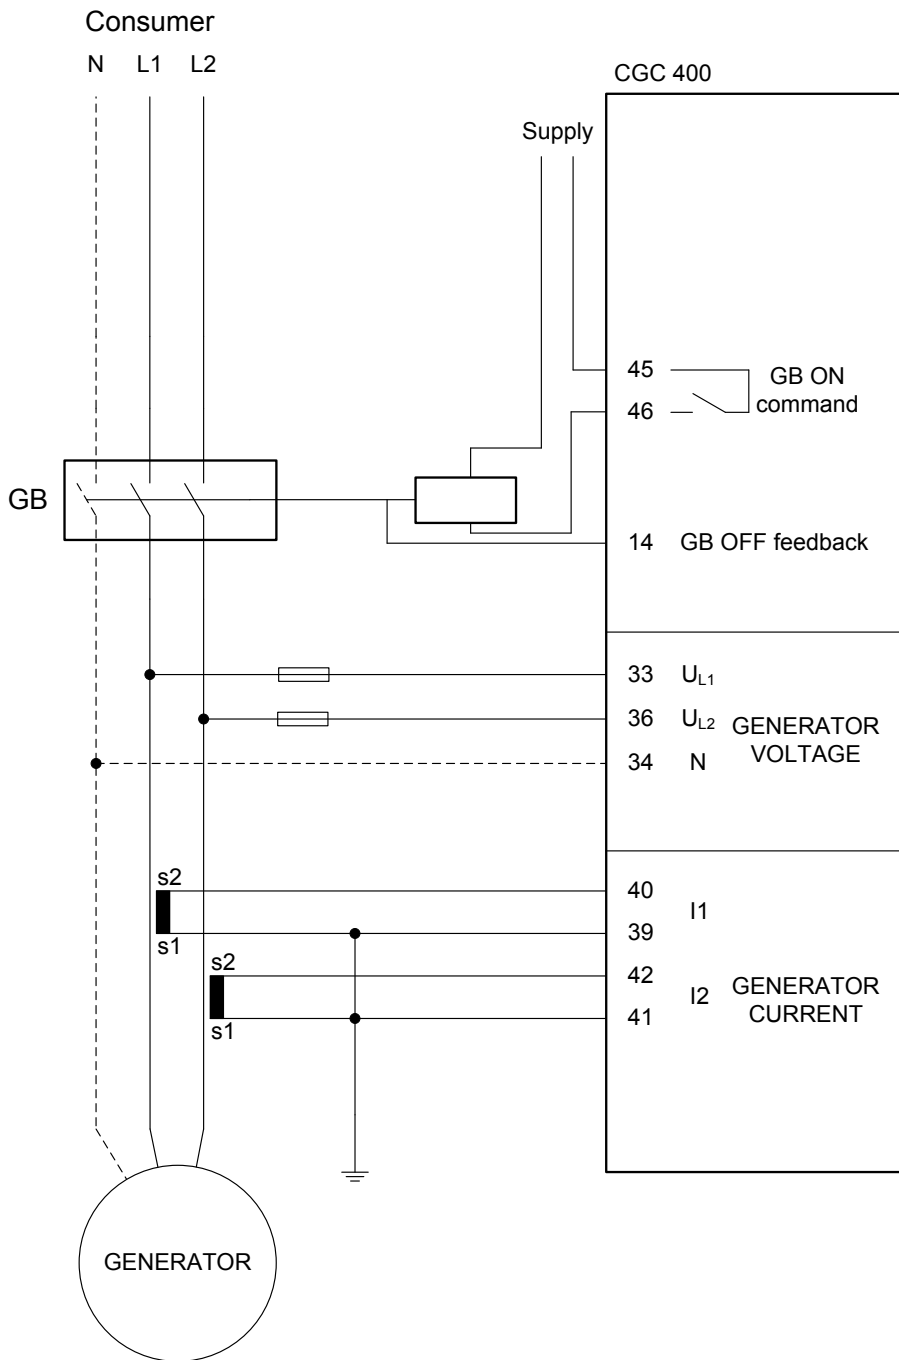 Consumer
N L1 L2
CGC 400
Supply
45
46
GB ON
command
GB
14 GB OFF feedback
33 UL1
36 UL2
34 N
GENERATOR
VOLTAGE
s2
s1
40
39
I1
s2
s1
42
41
I2
GENERATOR
CURRENT
GENERATOR